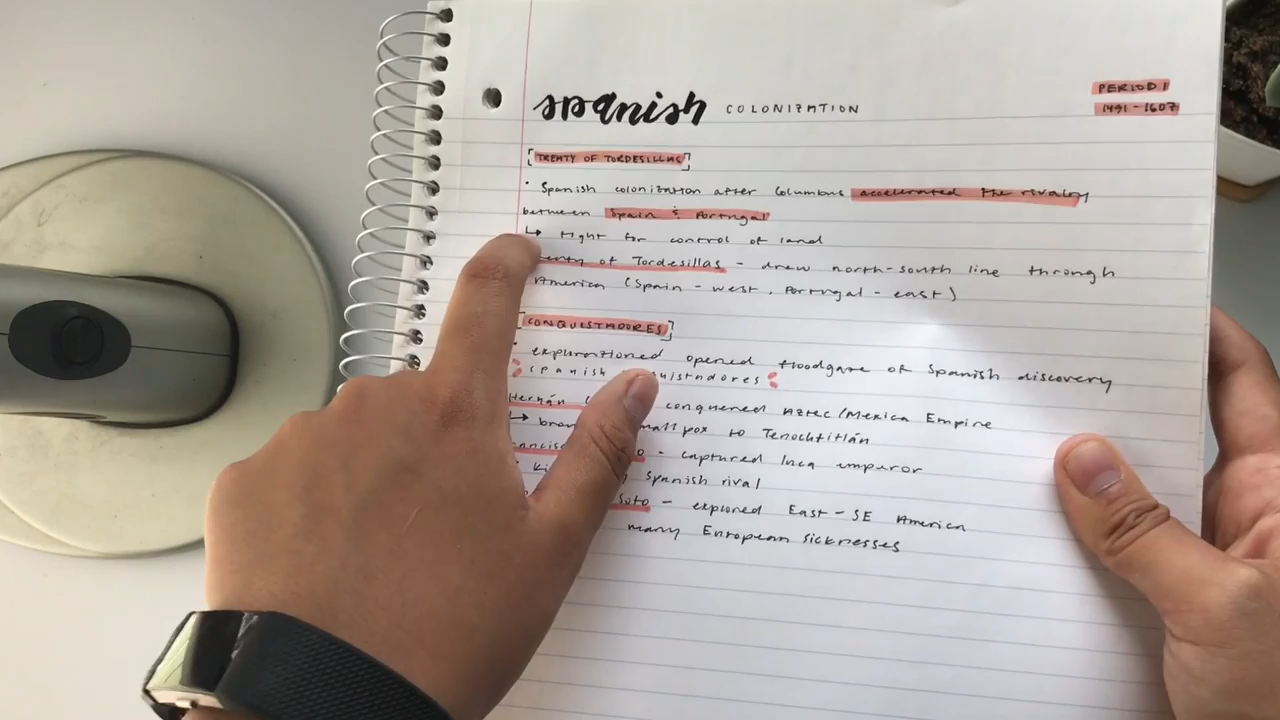 spanish COLONIZATION
PERIOD 1
1491-1607
[TREATY OF TORDESILLAS]
• Spanish colonization after Columbus accelerated the rivalry
between Spain & Portugal
↳ fight for control of land
of Tordesillas - drew north-south line through
America (Spain - west, Portugal - east)
[CONQUISTADORES]
• explorationed opened floodgate of Spanish discovery
spanish
Hernán conquered Aztec/Mexica Empire
↳ smallpox to Tenochtitlán
- captured Inca emperor
Spanish rival
Soto - explored East-SE America
many European sicknesses